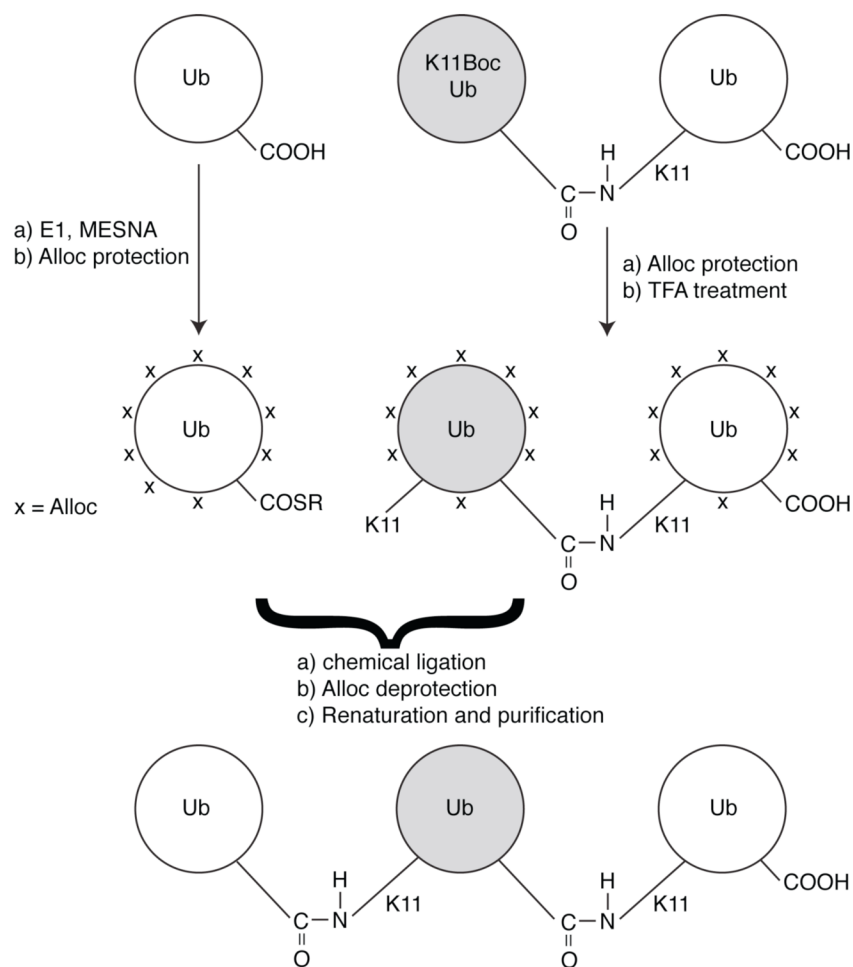 Ub
K11Boc
Ub
Ub
COOH
H
COOH
K11
C–N
O
a) E1, MESNA
b) Alloc protection
a) Alloc protection
b) TFA treatment
x x x x x x x x x
x x x x x x x x
x x x x x x x x
Ub
Ub
Ub
x = Alloc
COSR
K11
H
COOH
K11
C–N
O
a) chemical ligation
b) Alloc deprotection
c) Renaturation and purification
Ub
Ub
Ub
H
K11
H
K11
COOH
C–N
C–N
O
O